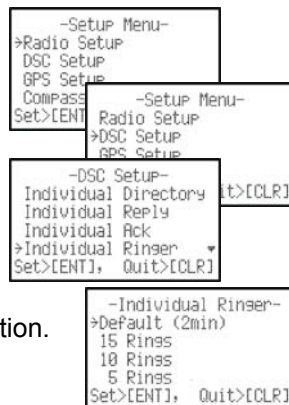 -Setup Menu-
→Radio Setup
DSC Setup
GPS Setup
Compass
Set>[ENT
-Setup Menu-
Radio Setup
→DSC Setup
GPS Setup
it>[CLR]
-DSC Setup-
Individual Directory
Individual Reply
Individual Ack
→Individual Ringer ▾
Set>[ENT], Quit>[CLR]
tion.
-Individual Ringer-
→Default (2min)
15 Rings
10 Rings
5 Rings
Set>[ENT], Quit>[CLR]